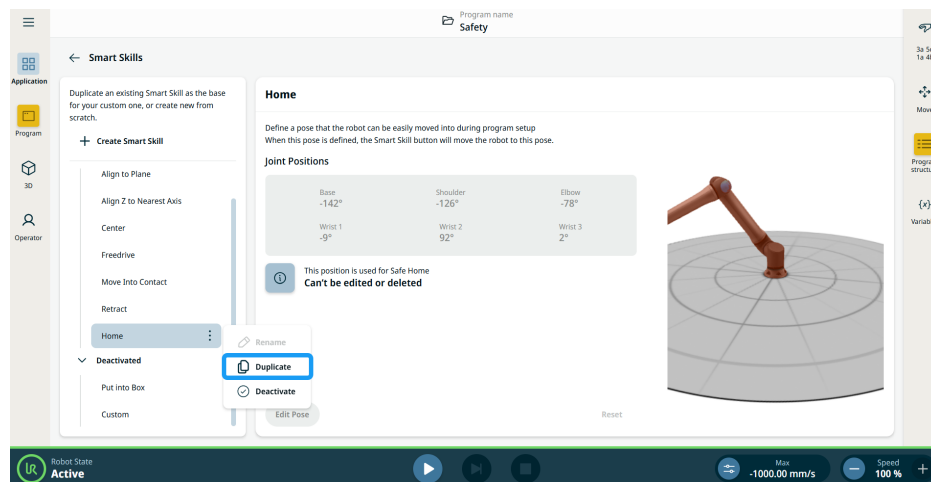 Program name
Safety
Smart Skills
Application
Program
3D
Operator
Duplicate an existing Smart Skill as the base
for your custom one, or create new from
scratch.
Create Smart Skill
Align to Plane
Align Z to Nearest Axis
Center
Freedrive
Move Into Contact
Retract
Home
Deactivated
Put into Box
Custom
Rename
Duplicate
Deactivate
Home
Define a pose that the robot can be easily moved into during program setup
When this pose is defined, the Smart Skill button will move the robot to this pose.
Joint Positions
Base Shoulder Elbow
-142° -126° -78°
Wrist 1 Wrist 2 Wrist 3
-9° 92° 2°
This position is used for Safe Home
Can't be edited or deleted
Edit Pose
Reset
3a Se
1a 4
Move
Progra
structu
{x}
Variab
UR
Robot State
Active
Max
-1000.00 mm/s
Speed
100 %